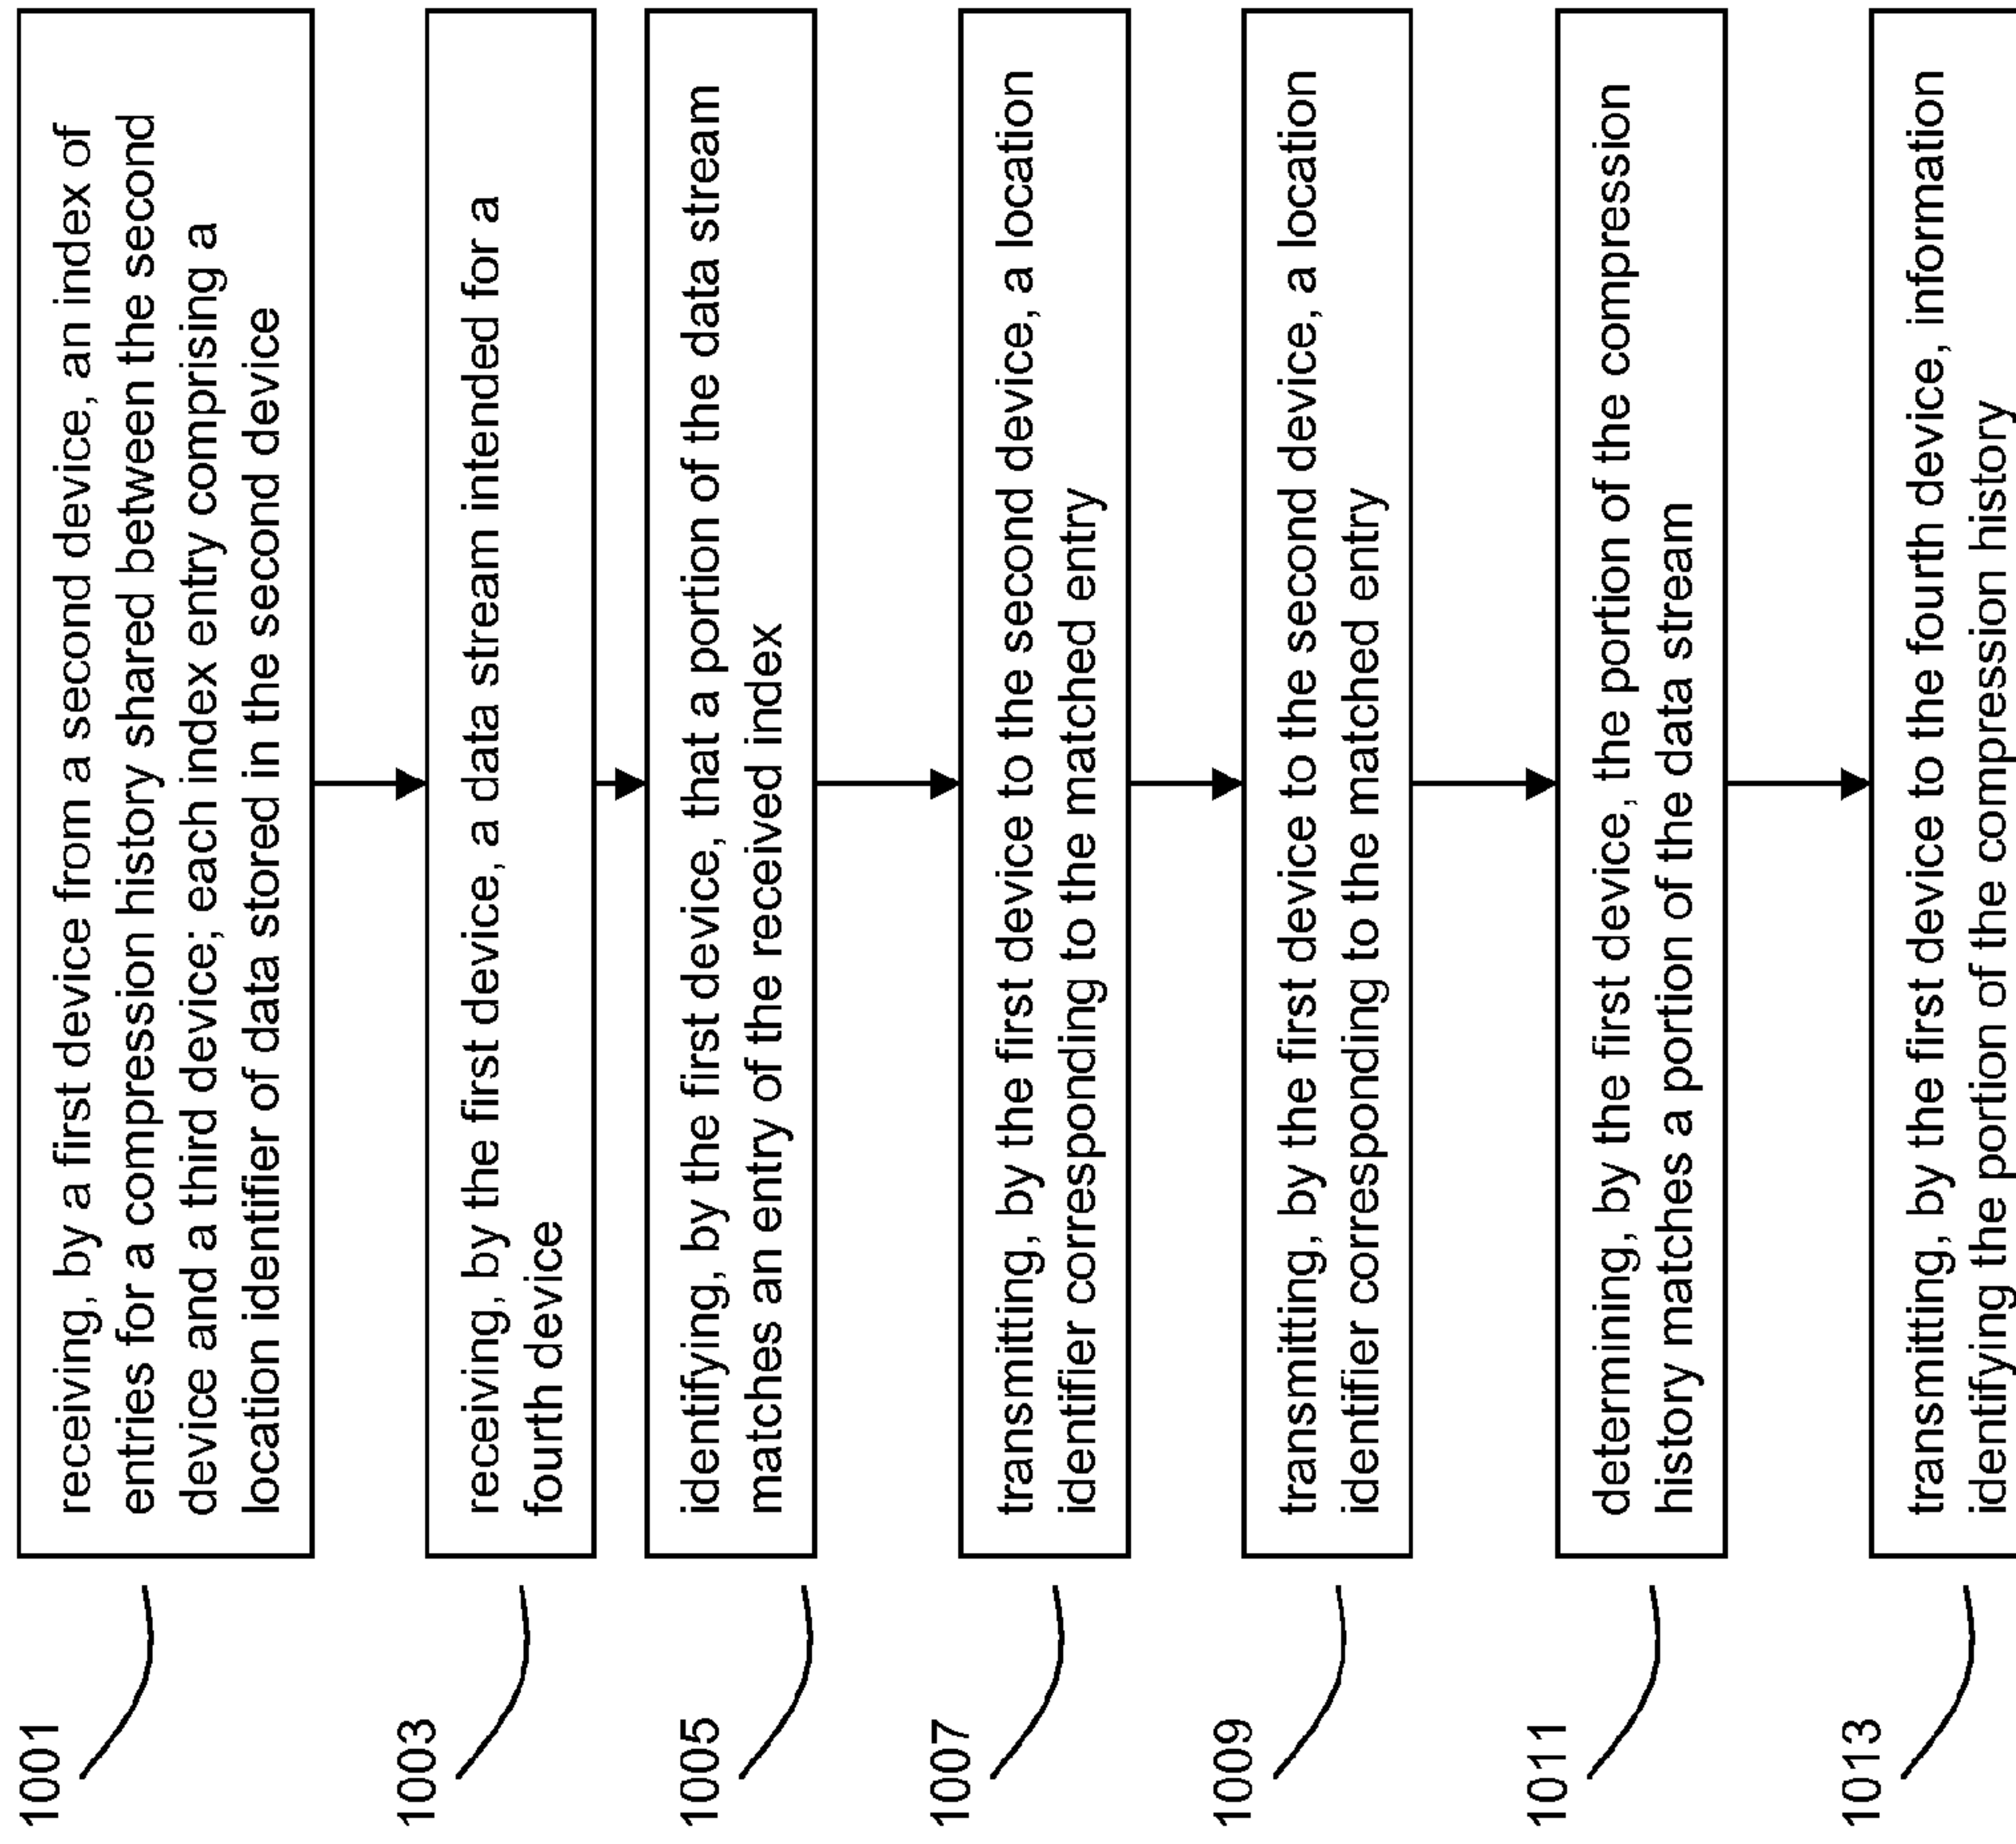 1001
receiving, by a first device from a second device, an index of
entries for a compression history shared between the second
device and a third device; each index entry comprising a
location identifier of data stored in the second device
1003
receiving, by the first device, a data stream intended for a
fourth device
1005
identifying, by the first device, that a portion of the data stream
matches an entry of the received index
1007
transmitting, by the first device to the second device, a location
identifier corresponding to the matched entry
1009
transmitting, by the first device to the second device, a location
identifier corresponding to the matched entry
1011
determining, by the first device, the portion of the compression
history matches a portion of the data stream
1013
transmitting, by the first device to the fourth device, information
identifying the portion of the compression history